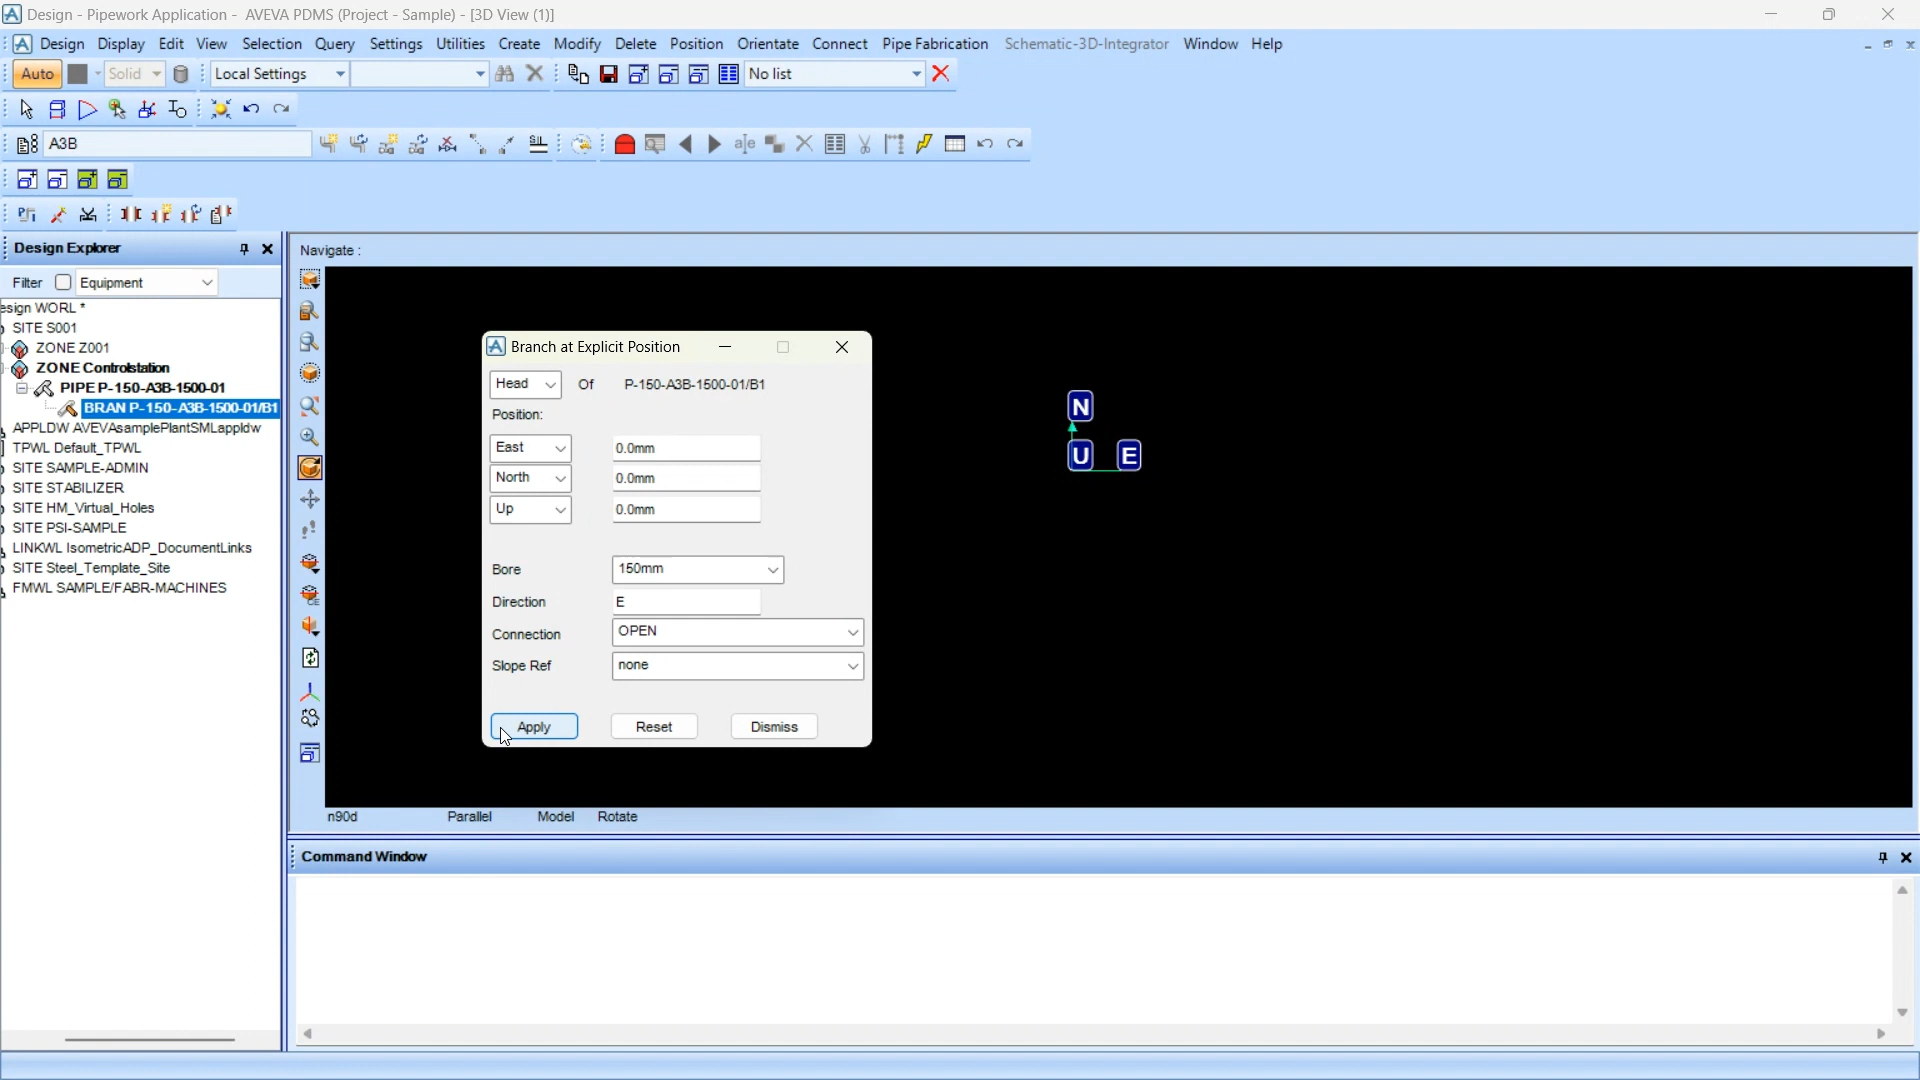 Design - Pipework Application - AVEVA PDMS (Project - Sample) - [3D View (1)]
Design Display Edit View Selection Query Settings Utilities Create Modify Delete Position Orientate Connect Pipe Fabrication Schematic-3D-Integrator Window Help
Auto Solid Local Settings No list
A3B
Design Explorer
Filter Equipment
esign WORL *
SITE S001
ZONE Z001
ZONE Controlstation
PIPE P-150-A3B-1500-01
BRAN P-150-A3B-1500-01/B1
APPLDW AVEVAsamplePlantSMLappldw
TPWL Default_TPWL
SITE SAMPLE-ADMIN
SITE STABILIZER
SITE HM_Virtual_Holes
SITE PSI-SAMPLE
LINKWL IsometricADP_DocumentLinks
SITE Steel_Template_Site
FMWL SAMPLE/FABR-MACHINES
Navigate :
Branch at Explicit Position
Head Of P-150-A3B-1500-01/B1
Position:
East 0.0mm
North 0.0mm
Up 0.0mm
Bore 150mm
Direction E
Connection OPEN
Slope Ref none
Apply Reset Dismiss
N
U E
n90d Parallel Model Rotate
Command Window